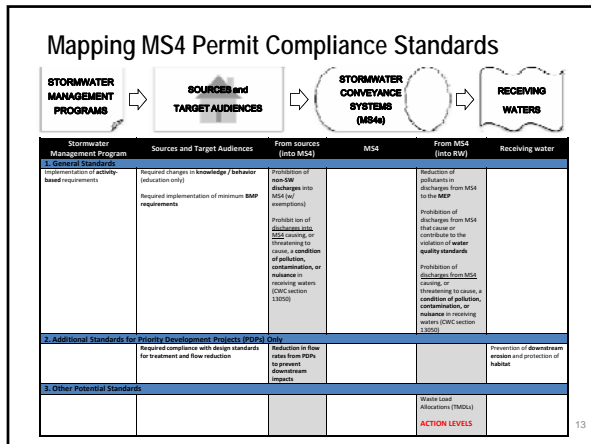 Mapping MS4 Permit Compliance Standards
STORMWATER
MANAGEMENT
PROGRAMS
SOURCES and
TARGET AUDIENCES
STORMWATER
CONVEYANCE
SYSTEMS
(MS4s)
RECEIVING
WATERS
Stormwater
Management Program
Sources and Target Audiences
From sources
(into MS4)
MS4
From MS4
(into RW)
Receiving water
1. General Standards
Implementation of activity-
based requirements
Required changes in knowledge / behavior
(education only)
Required implementation of minimum BMP
requirements
Prohibition of
non-SW
discharges into
MS4 (w/
exemptions)
Prohibit ion of
discharges into
MS4 causing, or
threatening to
cause, a condition
of pollution,
contamination, or
nuisance in
receiving waters
(CWC section
13050)
Reduction of
pollutants in
discharges from MS4
to the MEP
Prohibition of
discharges from MS4
that cause or
contribute to the
violation of water
quality standards
Prohibition of
discharges from MS4
causing, or
threatening to cause, a
condition of pollution,
contamination, or
nuisance in receiving
waters (CWC section
13050)
2. Additional Standards for Priority Development Projects (PDPs) Only
Required compliance with design standards
for treatment and flow reduction
Reduction in flow
rates from PDPs
to prevent
downstream
impacts
Prevention of downstream
erosion and protection of
habitat
3. Other Potential Standards
Waste Load
Allocations (TMDLs)
ACTION LEVELS
13